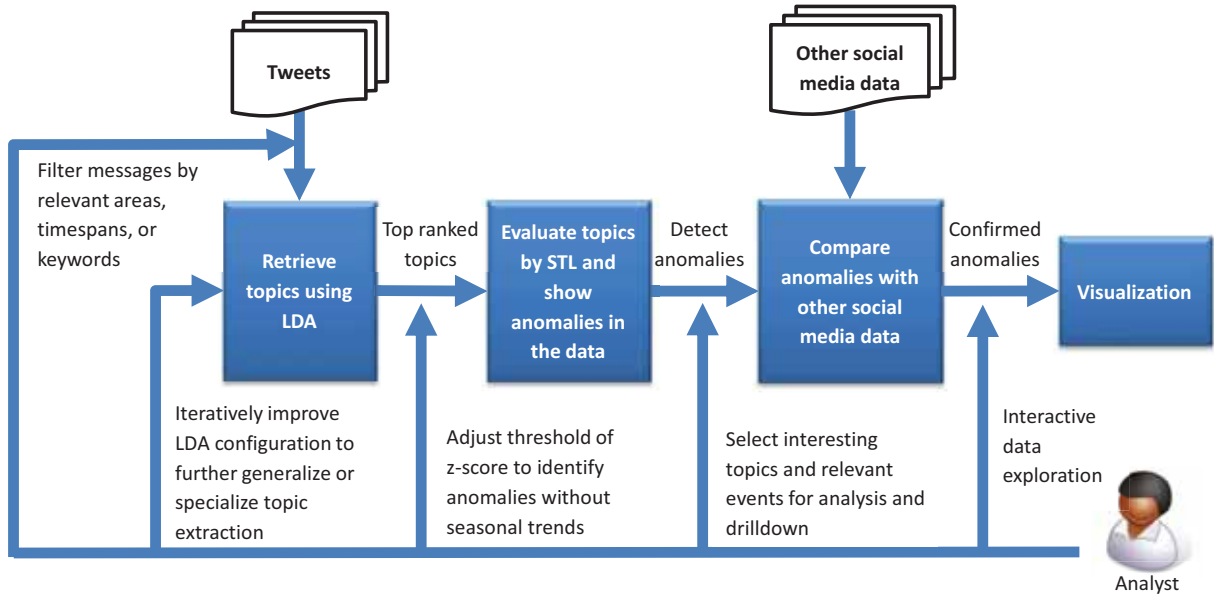 Tweets
Other social
media data
Filter messages by
relevant areas,
timespans, or
keywords
Retrieve
topics using
LDA
Top ranked
topics
Evaluate topics
by STL and
show
anomalies in
the data
Detect
anomalies
Compare
anomalies with
other social
media data
Confirmed
anomalies
Visualization
Iteratively improve
LDA configuration to
further generalize or
specialize topic
extraction
Adjust threshold of
z-score to identify
anomalies without
seasonal trends
Select interesting
topics and relevant
events for analysis and
drilldown
Interactive
data
exploration
Analyst